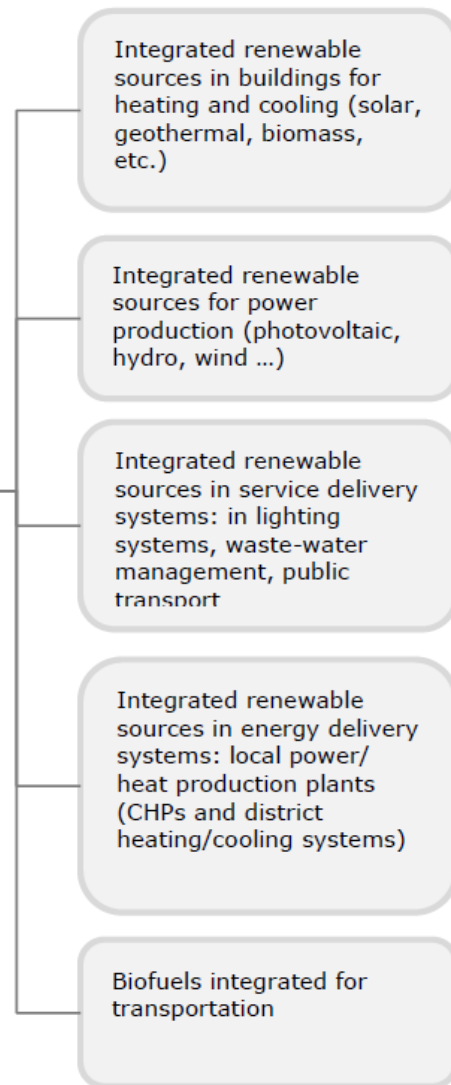 Integrated renewable
sources in buildings for
heating and cooling (solar,
geothermal, biomass,
etc.)
Integrated renewable
sources for power
production (photovoltaic,
hydro, wind …)
Integrated renewable
sources in service delivery
systems: in lighting
systems, waste-water
management, public
transport
Integrated renewable
sources in energy delivery
systems: local power/
heat production plants
(CHPs and district
heating/cooling systems)
Biofuels integrated for
transportation